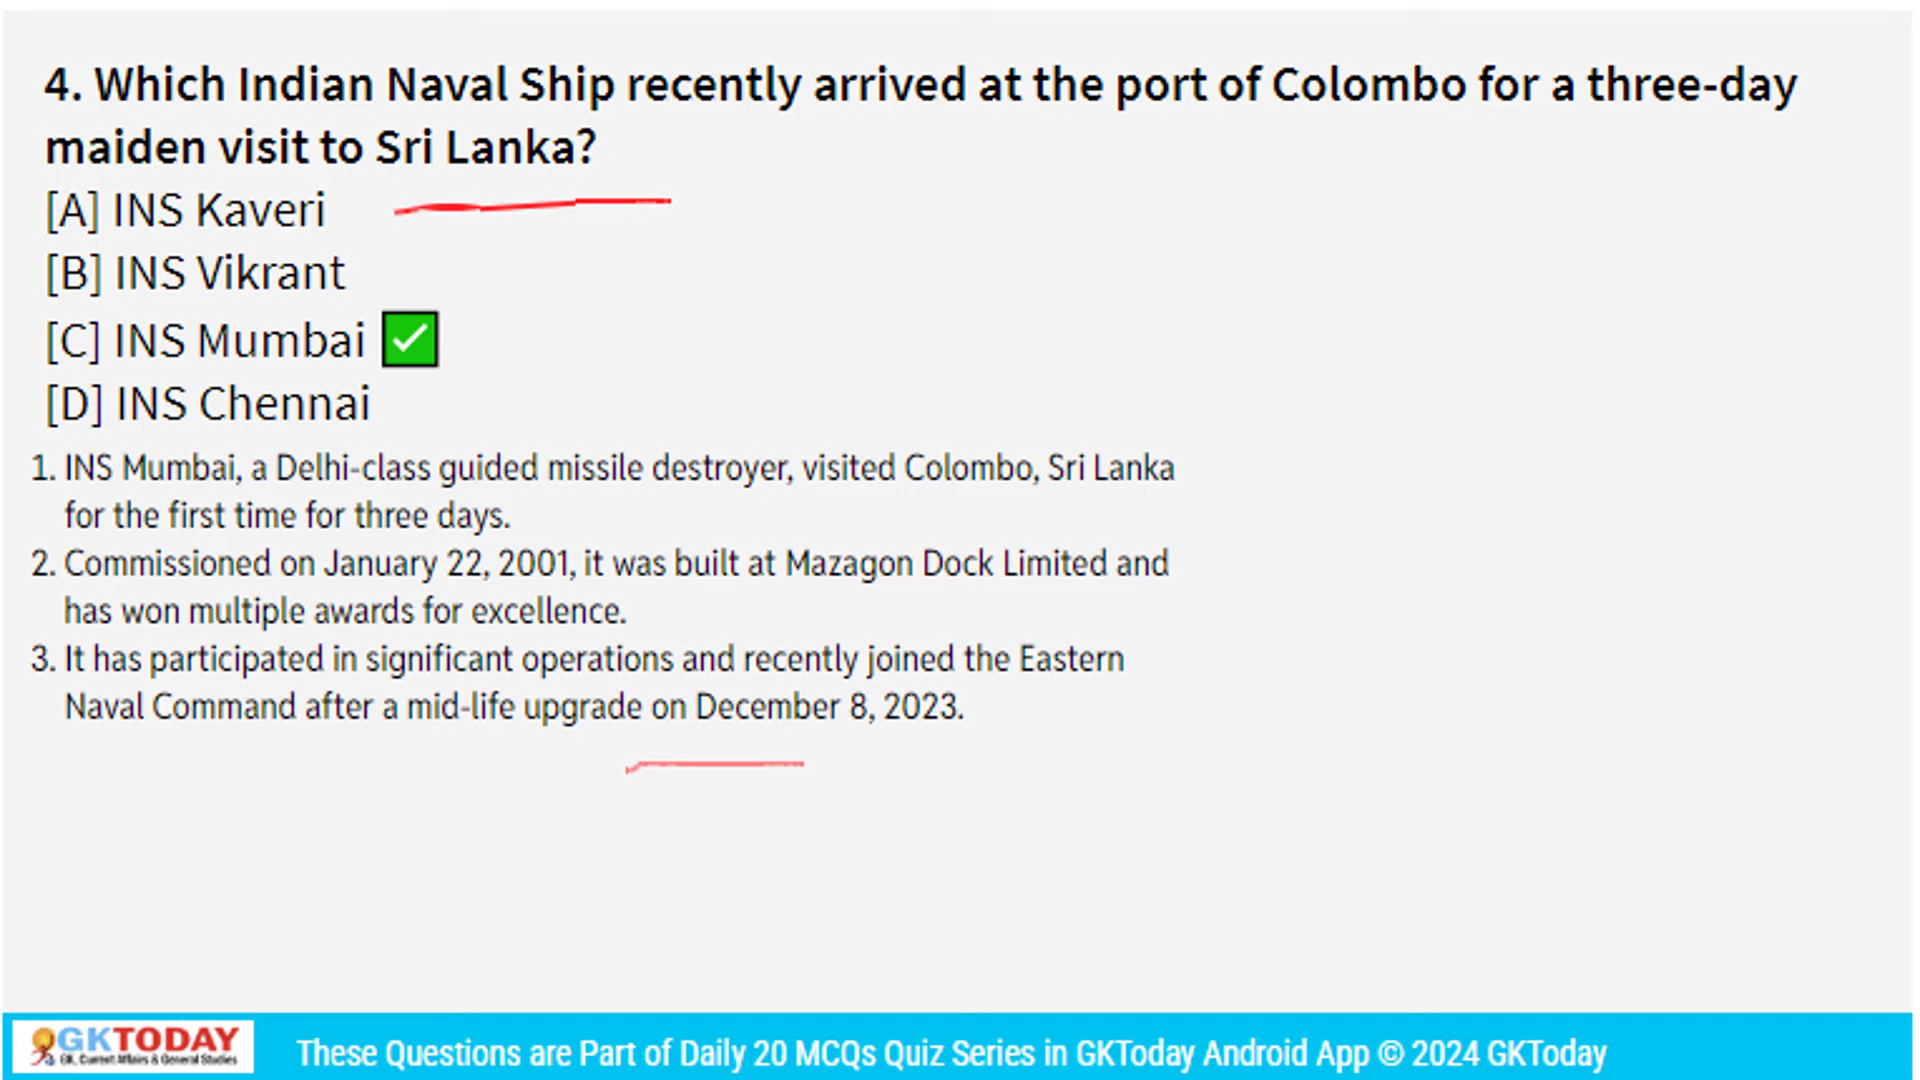 4. Which Indian Naval Ship recently arrived at the port of Colombo for a three-day
maiden visit to Sri Lanka?
[A] INS Kaveri
[B] INS Vikrant
[C] INS Mumbai
[D] INS Chennai
1. INS Mumbai, a Delhi-class guided missile destroyer, visited Colombo, Sri Lanka
for the first time for three days.
2. Commissioned on January 22, 2001, it was built at Mazagon Dock Limited and
has won multiple awards for excellence.
3. It has participated in significant operations and recently joined the Eastern
Naval Command after a mid-life upgrade on December 8, 2023.
GKTODAY
GK, Current Affairs & General Studies
These Questions are Part of Daily 20 MCQs Quiz Series in GKToday Android App © 2024 GKToday